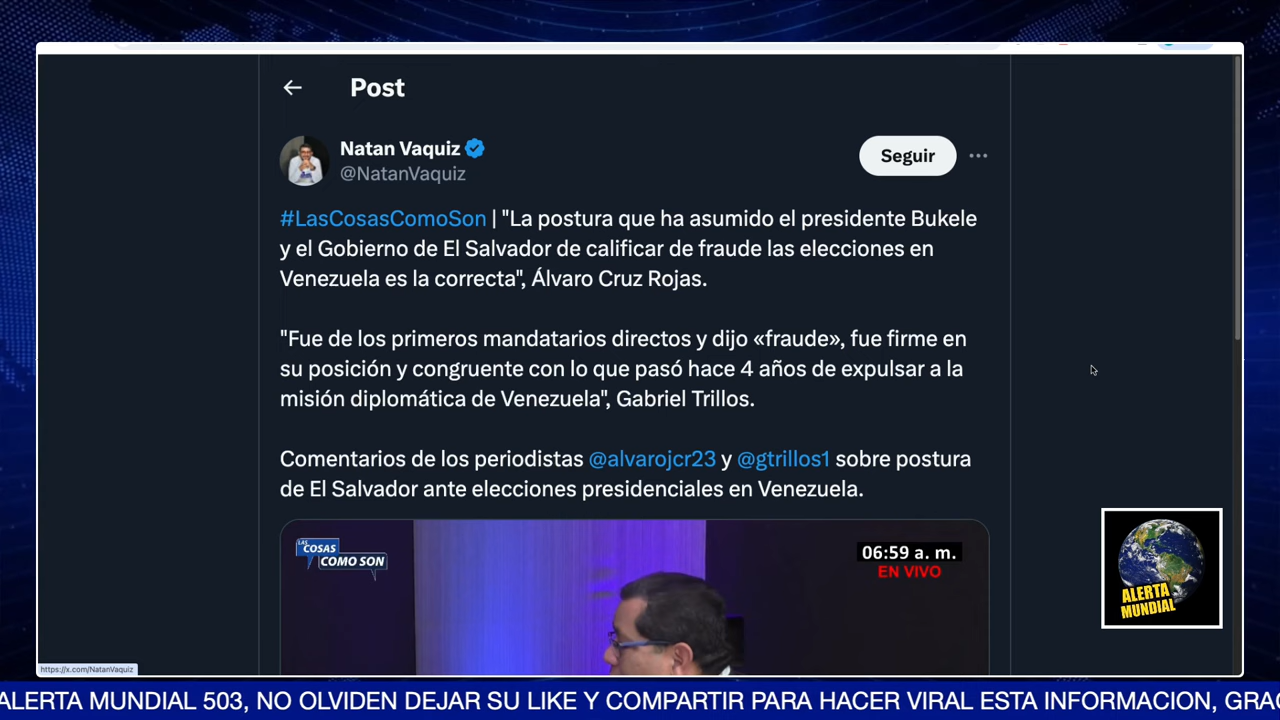 Post
Natan Vaquiz
@NatanVaquiz
Seguir
#LasCosasComoSon | "La postura que ha asumido el presidente Bukele
y el Gobierno de El Salvador de calificar de fraude las elecciones en
Venezuela es la correcta", Álvaro Cruz Rojas.
"Fue de los primeros mandatarios directos y dijo «fraude», fue firme en
su posición y congruente con lo que pasó hace 4 años de expulsar a la
misión diplomática de Venezuela", Gabriel Trillos.
Comentarios de los periodistas @alvarojcr23 y @gtrillos1 sobre postura
de El Salvador ante elecciones presidenciales en Venezuela.
LAS
COSAS
COMO SON
06:59 a. m.
EN VIVO
ALERTA
MUNDIAL
https://x.com/NatanVaquiz
ALERTA MUNDIAL 503, NO OLVIDEN DEJAR SU LIKE Y COMPARTIR PARA HACER VIRAL ESTA INFORMACION, GRA